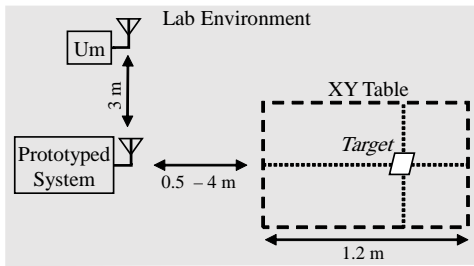 Lab Environment
Um
3 m
XY Table
Target
Prototyped
System
0.5 – 4 m
1.2 m